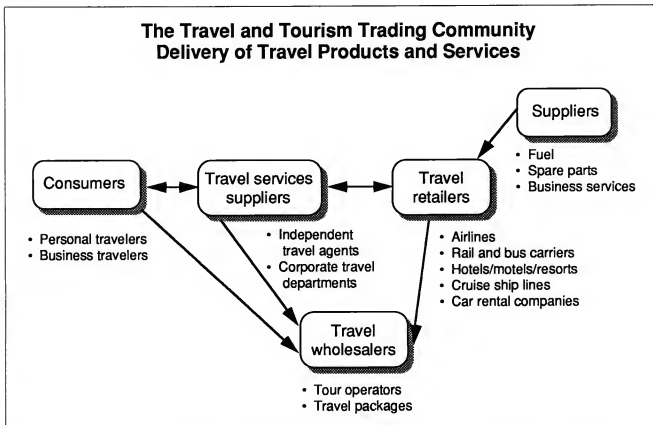 The Travel and Tourism Trading Community
Delivery of Travel Products and Services
Suppliers
• Fuel
• Spare parts
• Business services
Consumers
• Personal travelers
• Business travelers
Travel services
suppliers
• Independent
travel agents
• Corporate travel
departments
Travel
retailers
• Airlines
• Rail and bus carriers
• Hotels/motels/resorts
• Cruise ship lines
• Car rental companies
Travel
wholesalers
• Tour operators
• Travel packages